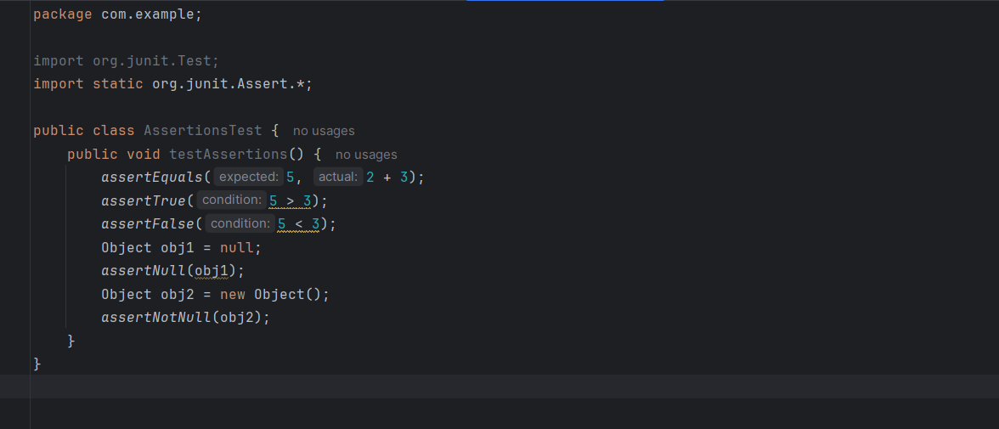 package com.example;
import org.junit.Test;
import static org.junit.Assert.*;
public class AssertionsTest { no usages
public void testAssertions() { no usages
assertEquals( expected: 5, actual: 2 + 3);
assertTrue( condition: 5 > 3);
assertFalse( condition: 5 < 3);
Object obj1 = null;
assertNull(obj1);
Object obj2 = new Object();
assertNotNull(obj2);
}
}